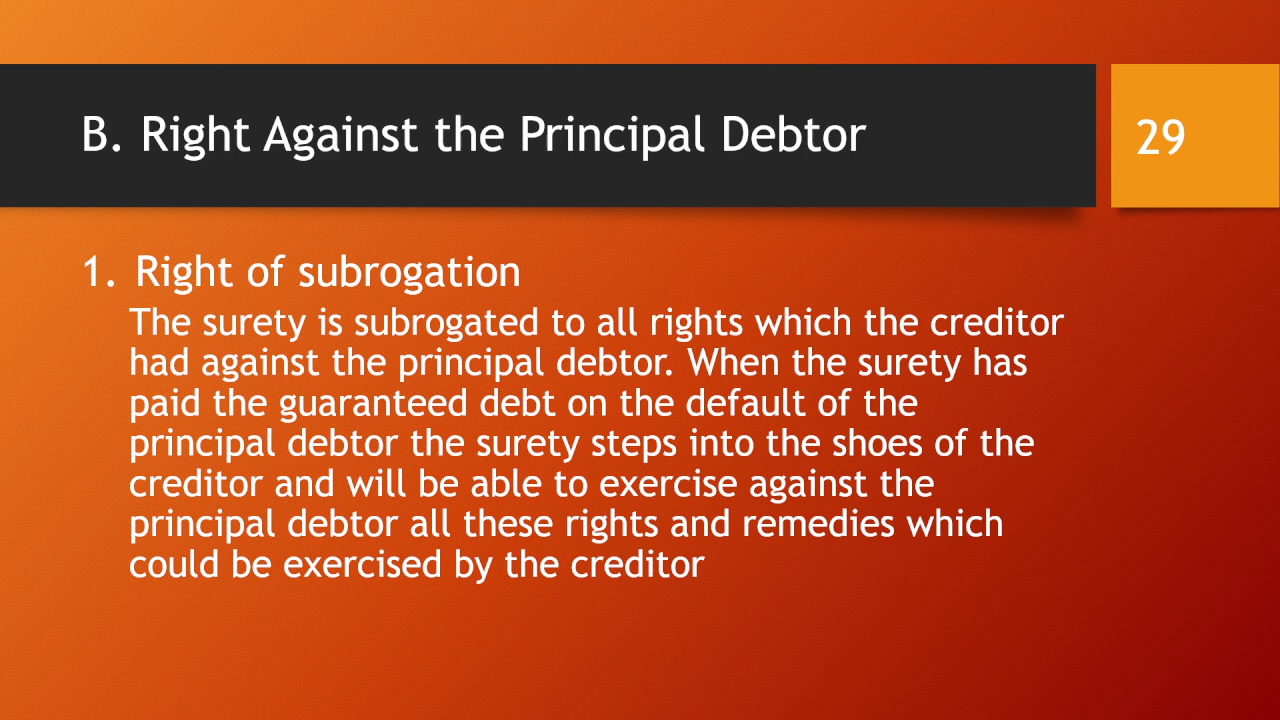 B. Right Against the Principal Debtor
29
1. Right of subrogation
The surety is subrogated to all rights which the creditor
had against the principal debtor. When the surety has
paid the guaranteed debt on the default of the
principal debtor the surety steps into the shoes of the
creditor and will be able to exercise against the
principal debtor all these rights and remedies which
could be exercised by the creditor